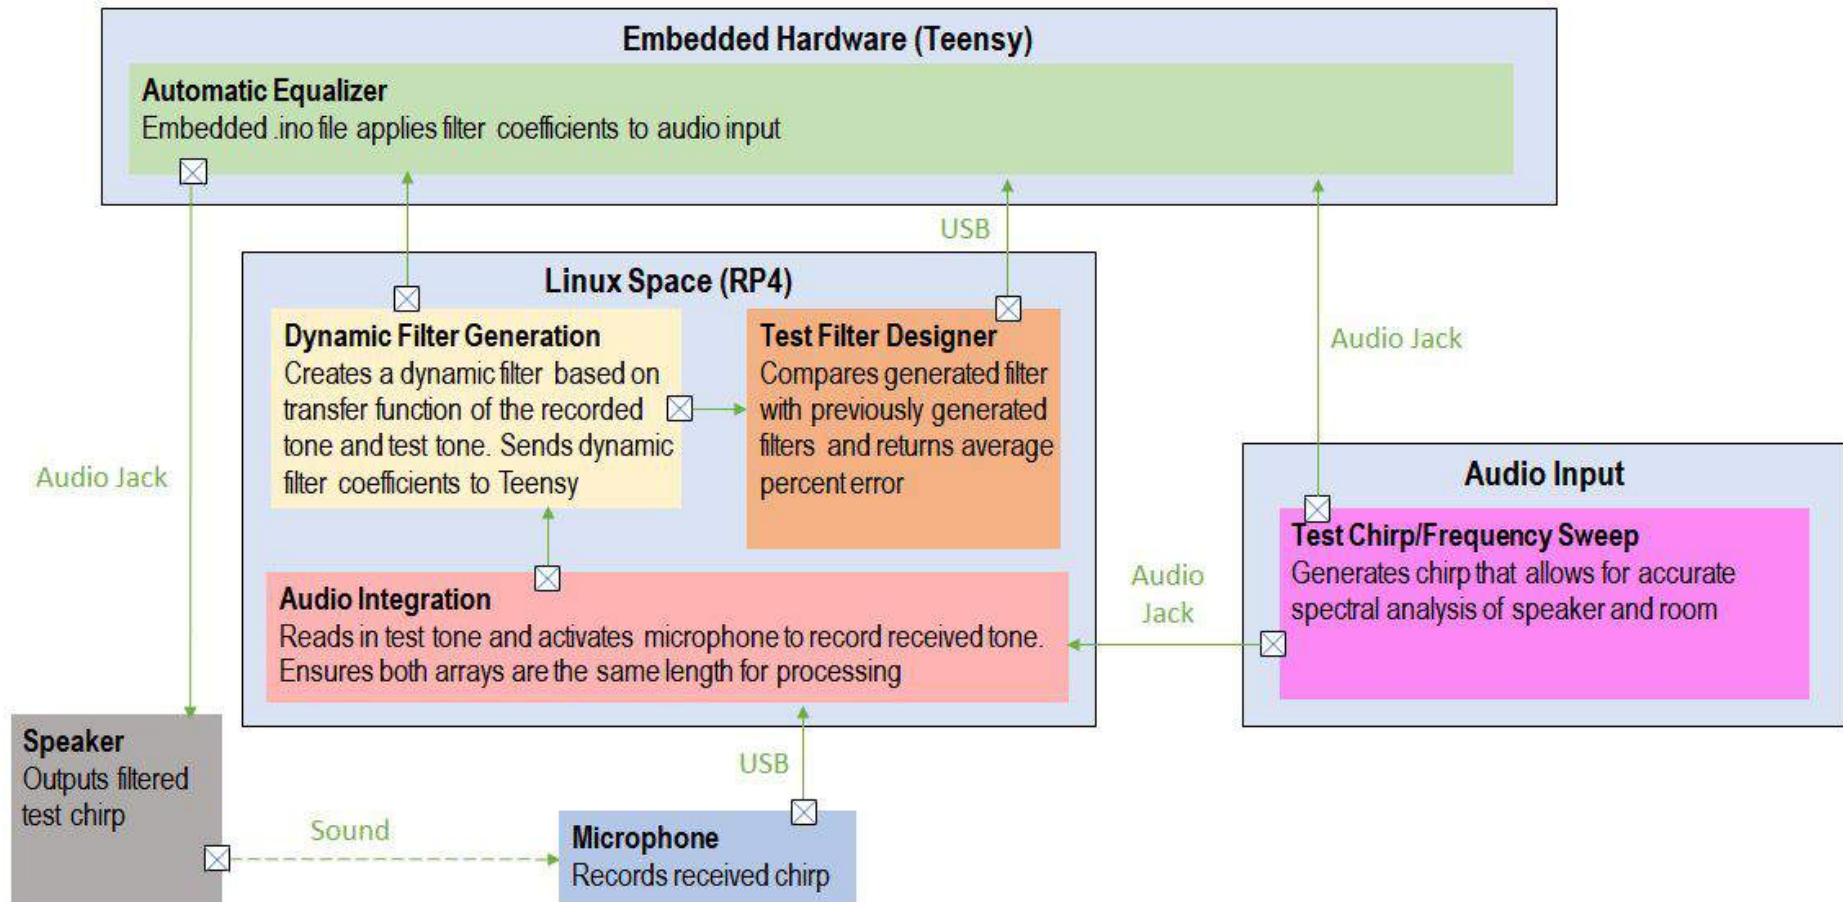 Embedded Hardware (Teensy)
Automatic Equalizer
Embedded .ino file applies filter coefficients to audio input
USB
Linux Space (RP4)
Dynamic Filter Generation
Creates a dynamic filter based on
transfer function of the recorded
tone and test tone. Sends dynamic
filter coefficients to Teensy
Test Filter Designer
Compares generated filter
with previously generated
filters and returns average
percent error
Audio Jack
Audio Jack
Audio Input
Test Chirp/Frequency Sweep
Generates chirp that allows for accurate
spectral analysis of speaker and room
Audio
Jack
Audio Integration
Reads in test tone and activates microphone to record received tone.
Ensures both arrays are the same length for processing
Speaker
Outputs filtered
test chirp
USB
Sound
Microphone
Records received chirp